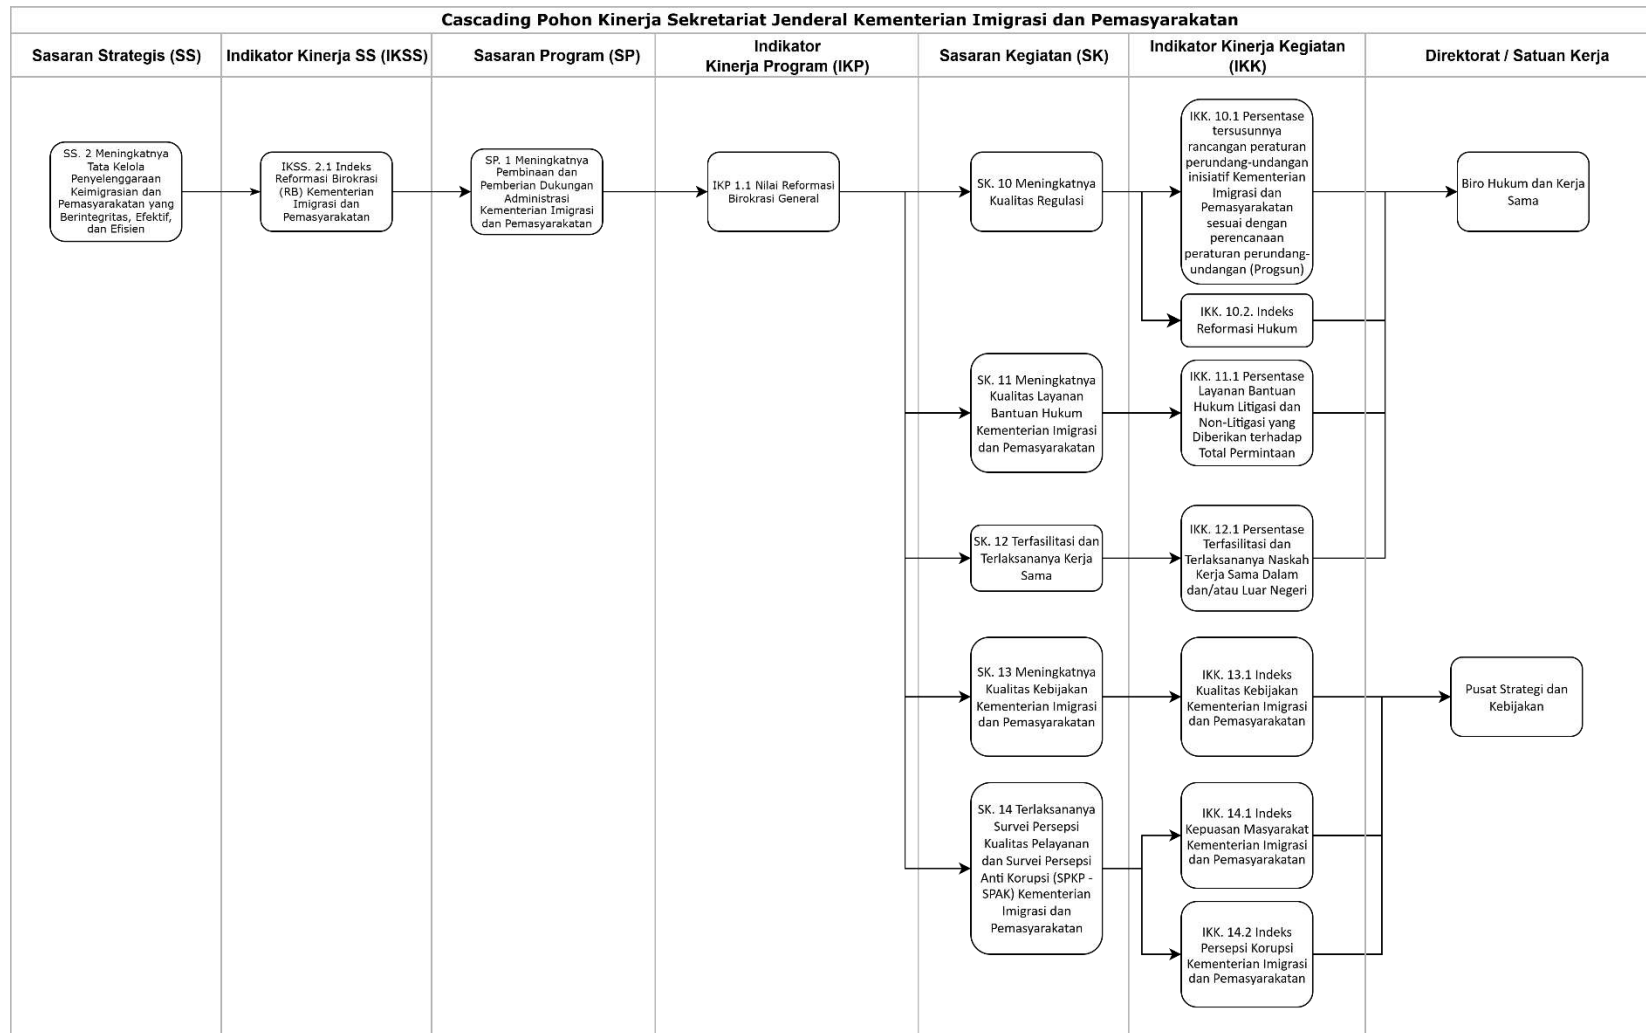 Cascading Pohon Kinerja Sekretariat Jenderal Kementerian Imigrasi dan Pemasyarakatan
Sasaran Strategis (SS)
Indikator Kinerja SS (IKSS)
Sasaran Program (SP)
Indikator
Kinerja Program (IKP)
Sasaran Kegiatan (SK)
Indikator Kinerja Kegiatan
(IKK)
Direktorat / Satuan Kerja
SS. 2 Meningkatnya
Tata Kelola
Penyelenggaraan
Keimigrasian dan
Pemasyarakatan yang
Berintegritas, Efektif,
dan Efisien
IKSS. 2.1 Indeks
Reformasi Birokrasi
(RB) Kementerian
Imigrasi dan
Pemasyarakatan
SP. 1 Meningkatnya
Pembinaan dan
Pemberian Dukungan
Administrasi
Kementerian Imigrasi
dan Pemasyarakatan
IKP 1.1 Nilai Reformasi
Birokrasi General
SK. 10 Meningkatnya
Kualitas Regulasi
IKK. 10.1 Persentase
tersusunnya
rancangan peraturan
perundang-undangan
inisiatif Kementerian
Imigrasi dan
Pemasyarakatan
sesuai dengan
perencanaan
peraturan perundang-
undangan (Progsun)
Biro Hukum dan Kerja
Sama
IKK. 10.2. Indeks
Reformasi Hukum
SK. 11 Meningkatnya
Kualitas Layanan
Bantuan Hukum
Kementerian Imigrasi
dan Pemasyarakatan
IKK. 11.1 Persentase
Layanan Bantuan
Hukum Litigasi dan
Non-Litigasi yang
Diberikan terhadap
Total Permintaan
SK. 12 Terfasilitasi dan
Terlaksananya Kerja
Sama
IKK. 12.1 Persentase
Terfasilitasi dan
Terlaksananya Naskah
Kerja Sama Dalam
dan/atau Luar Negeri
SK. 13 Meningkatnya
Kualitas Kebijakan
Kementerian Imigrasi
dan Pemasyarakatan
IKK. 13.1 Indeks
Kualitas Kebijakan
Kementerian Imigrasi
dan Pemasyarakatan
Pusat Strategi dan
Kebijakan
SK. 14 Terlaksananya
Survei Persepsi
Kualitas Pelayanan
dan Survei Persepsi
Anti Korupsi (SPKP -
SPAK) Kementerian
Imigrasi dan
Pemasyarakatan
IKK. 14.1 Indeks
Kepuasan Masyarakat
Kementerian Imigrasi
dan Pemasyarakatan
IKK. 14.2 Indeks
Persepsi Korupsi
Kementerian Imigrasi
dan Pemasyarakatan